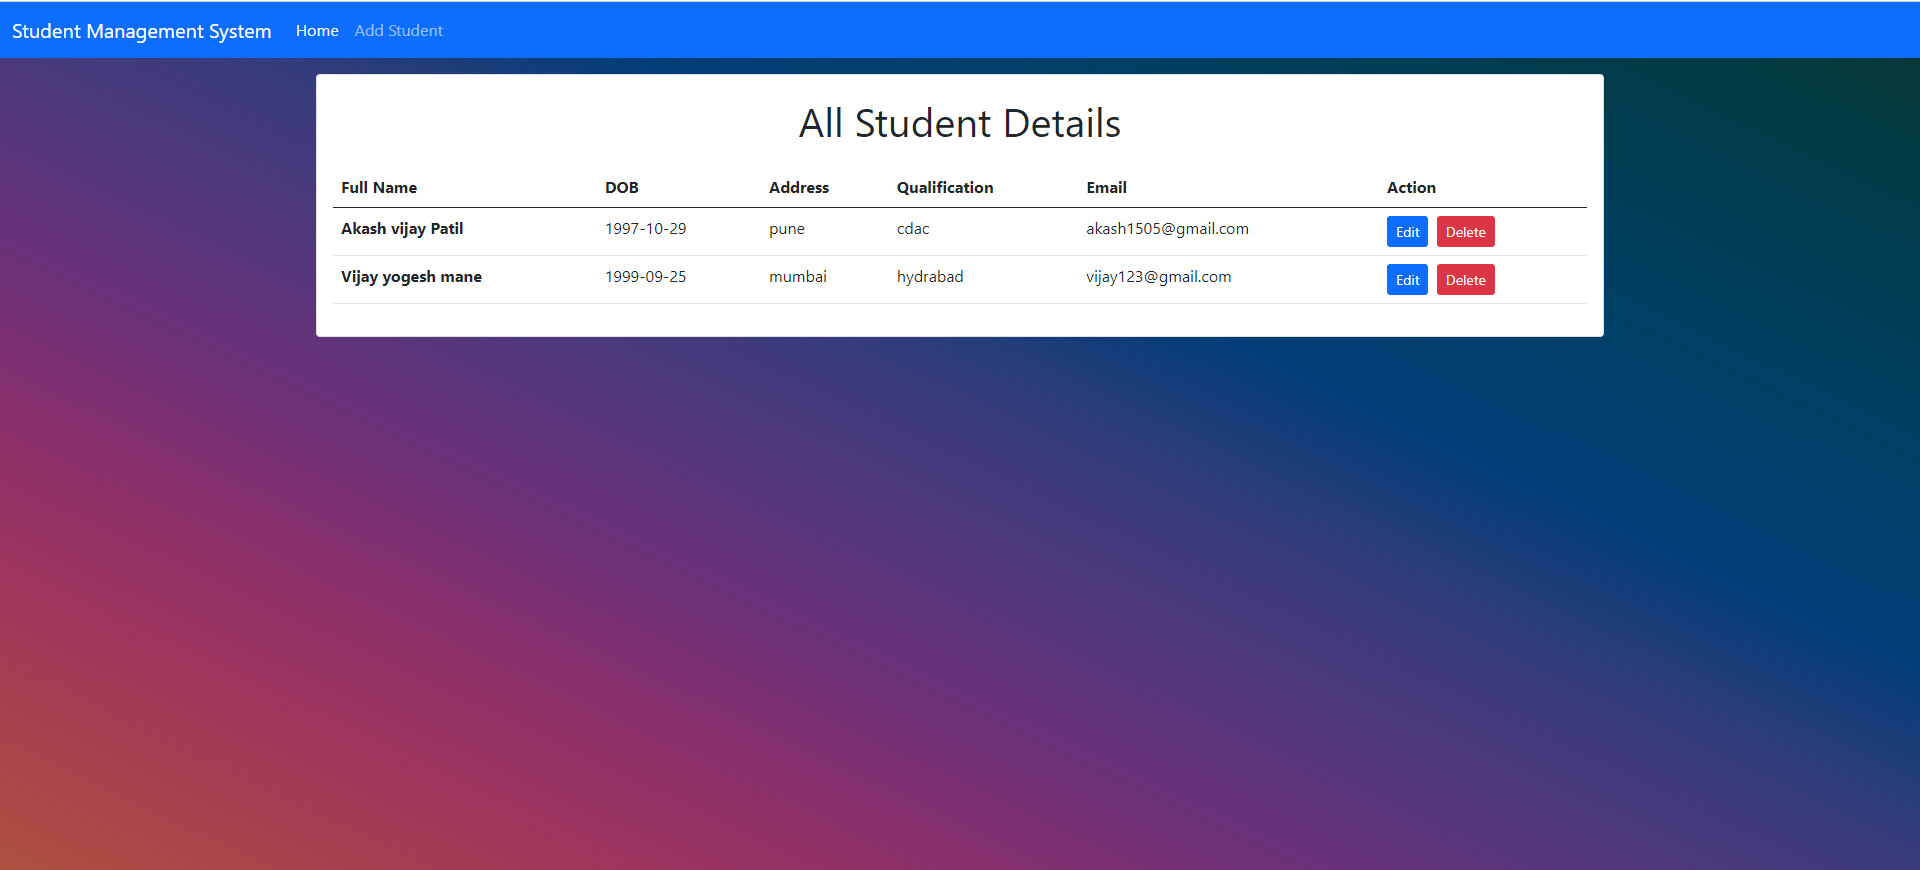 Student Management System Home Add Student
All Student Details
Full Name DOB Address Qualification Email Action
Akash vijay Patil 1997-10-29 pune cdac akash1505@gmail.com Edit Delete
Vijay yogesh mane 1999-09-25 mumbai hydrabad vijay123@gmail.com Edit Delete